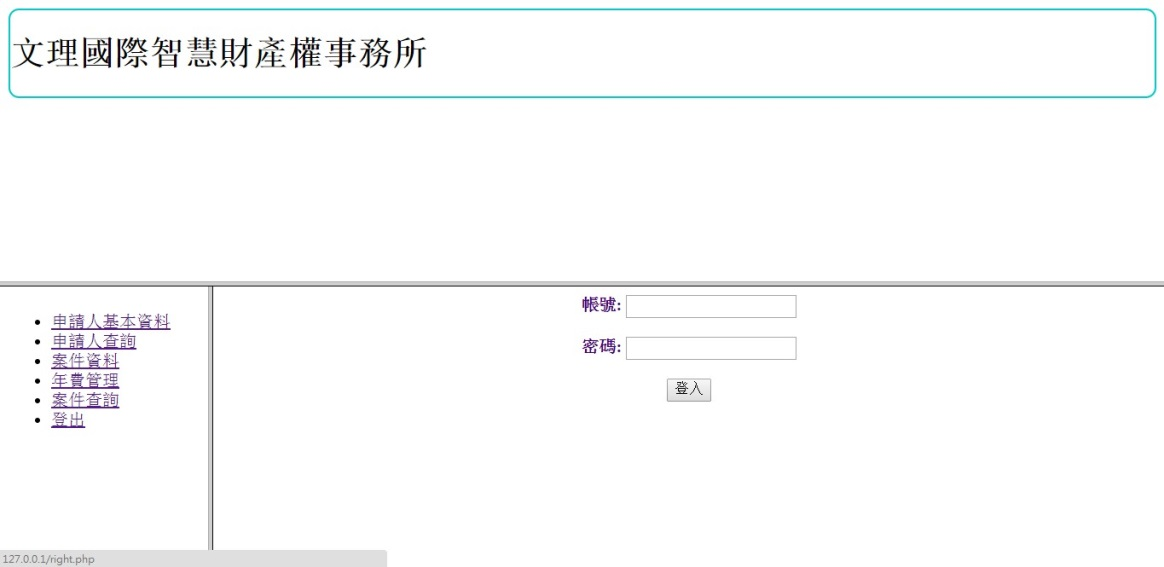 文理國際智慧財產權事務所
申請人基本資料
申請人查詢
案件資料
年費管理
案件查詢
登出
帳號:
密碼:
登入
127.0.0.1/right.php